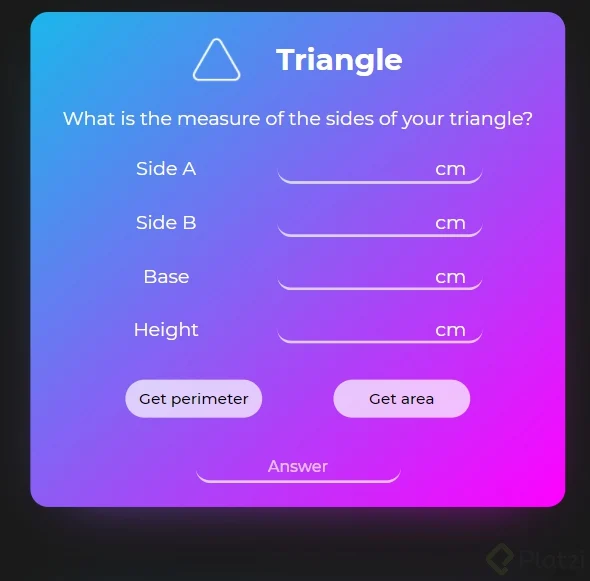 Triangle
What is the measure of the sides of your triangle?
Side A cm
Side B cm
Base cm
Height cm
Get perimeter Get area
Answer
Platzi